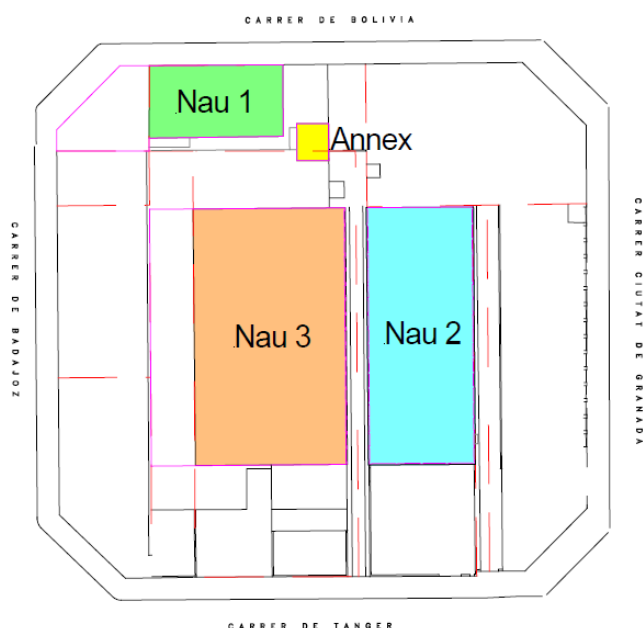 CARRER DE BOLIVIA
Nau 1
Annex
CARRER DE BADAJOZ
Nau 3
Nau 2
CARRER CIUTAT DE GRANADA
CARRER DE TANGER